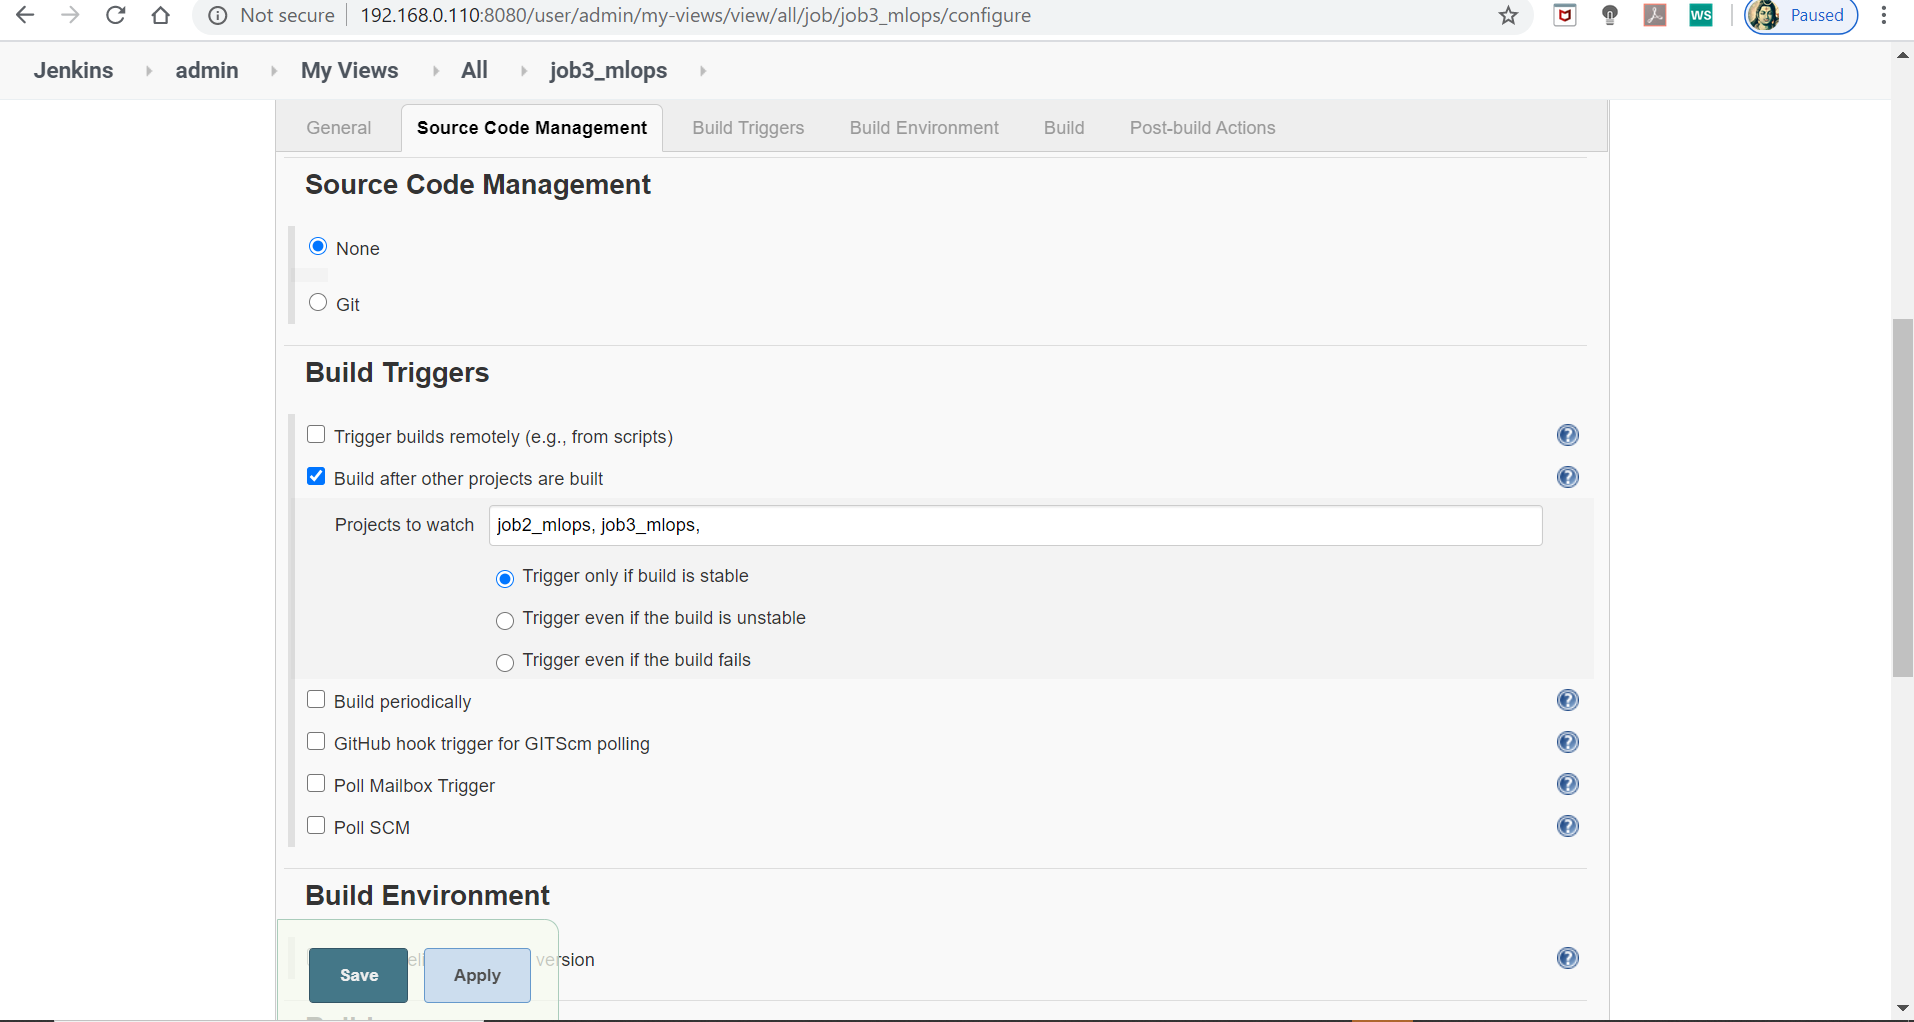 Not secure 192.168.0.110:8080/user/admin/my-views/view/all/job/job3_mlops/configure WS Paused
Jenkins admin My Views All job3_mlops
General Source Code Management Build Triggers Build Environment Build Post-build Actions
Source Code Management
None
Git
Build Triggers
Trigger builds remotely (e.g., from scripts)
Build after other projects are built
Projects to watch job2_mlops, job3_mlops,
Trigger only if build is stable
Trigger even if the build is unstable
Trigger even if the build fails
Build periodically
GitHub hook trigger for GITScm polling
Poll Mailbox Trigger
Poll SCM
Build Environment
version
Save Apply